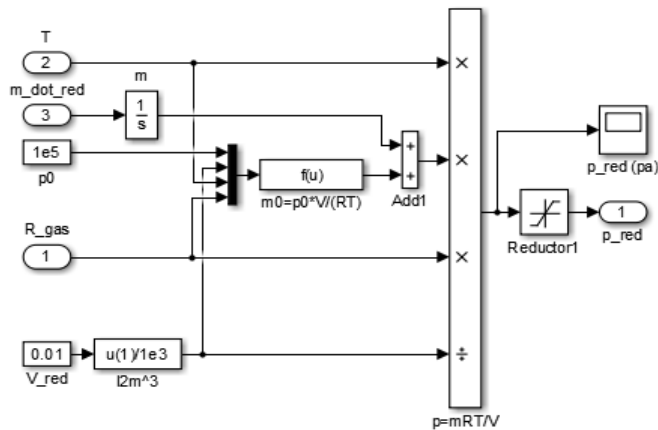 T
2
m
m_dot_red
3
1
s
1e5
p0
f(u)
m0=p0*V/(RT)
+
+
Add1
×
×
×
÷
p=mRT/V
p_red (pa)
Reductor1
1
p_red
R_gas
1
0.01
V_red
u(1)/1e3
l2m^3